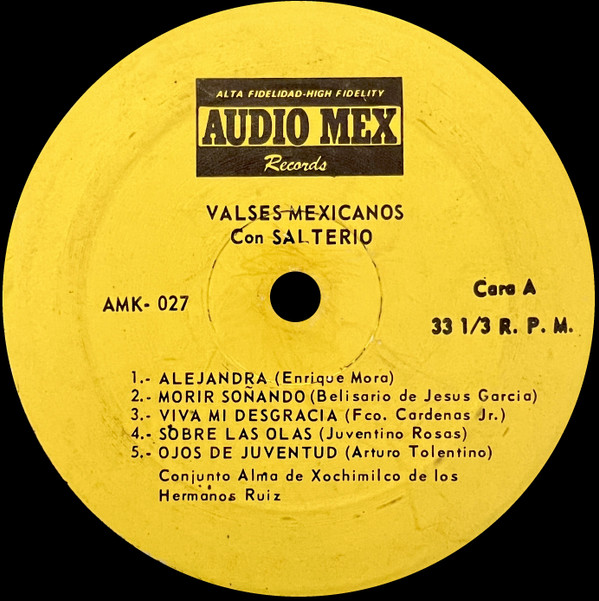 ALTA FIDELIDAD-HIGH FIDELITY
AUDIO MEX
Records
VALSES MEXICANOS
Con SALTERIO
AMK- 027
Cara A
33 1/3 R. P. M.
1.- ALEJANDRA (Enrique Mora)
2.- MORIR SOÑANDO (Belisario de Jesus Garcia)
3.- VIVA MI DESGRACIA (Fco. Cardenas Jr.)
4.- SOBRE LAS OLAS (Juventino Rosas)
5.- OJOS DE JUVENTUD (Arturo Tolentino)
Conjunto Alma de Xochimilco de los
Hermanos Ruiz